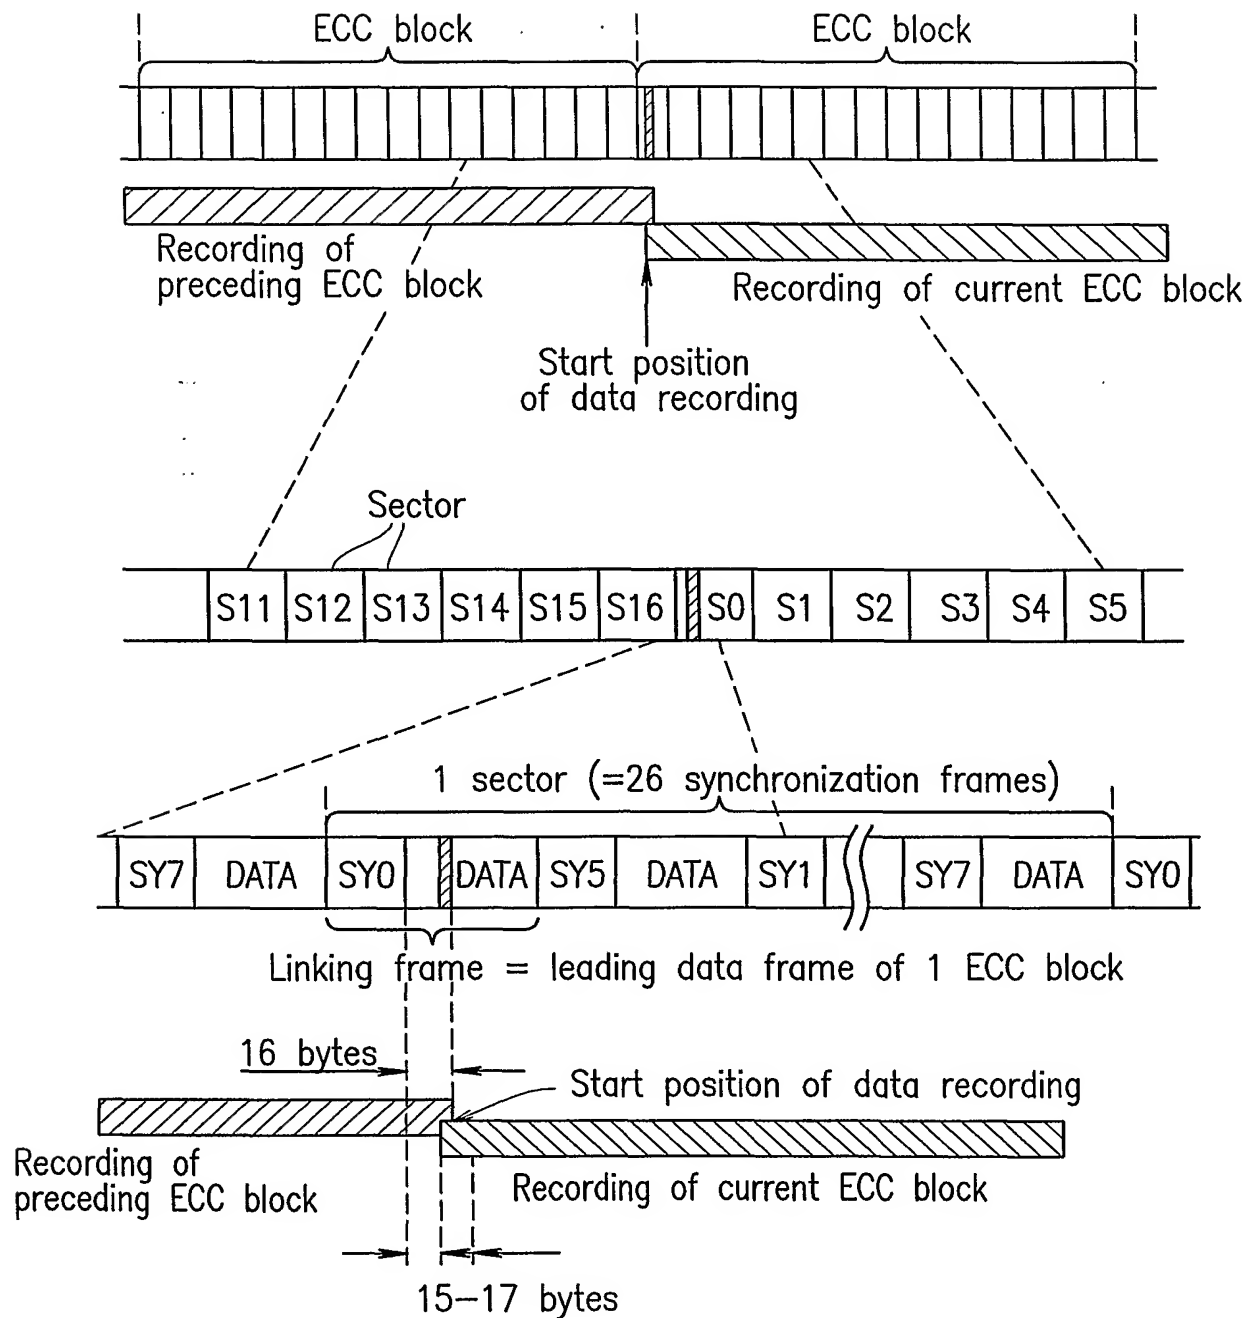 ECC block ECC block
Recording of
preceding ECC block
Recording of current ECC block
Start position
of data recording
Sector
S11 S12 S13 S14 S15 S16 S0 S1 S2 S3 S4 S5
1 sector (=26 synchronization frames)
SY7 DATA SY0 DATA SY5 DATA SY1 SY7 DATA SY0
Linking frame = leading data frame of 1 ECC block
16 bytes
Start position of data recording
Recording of
preceding ECC block
Recording of current ECC block
15-17 bytes